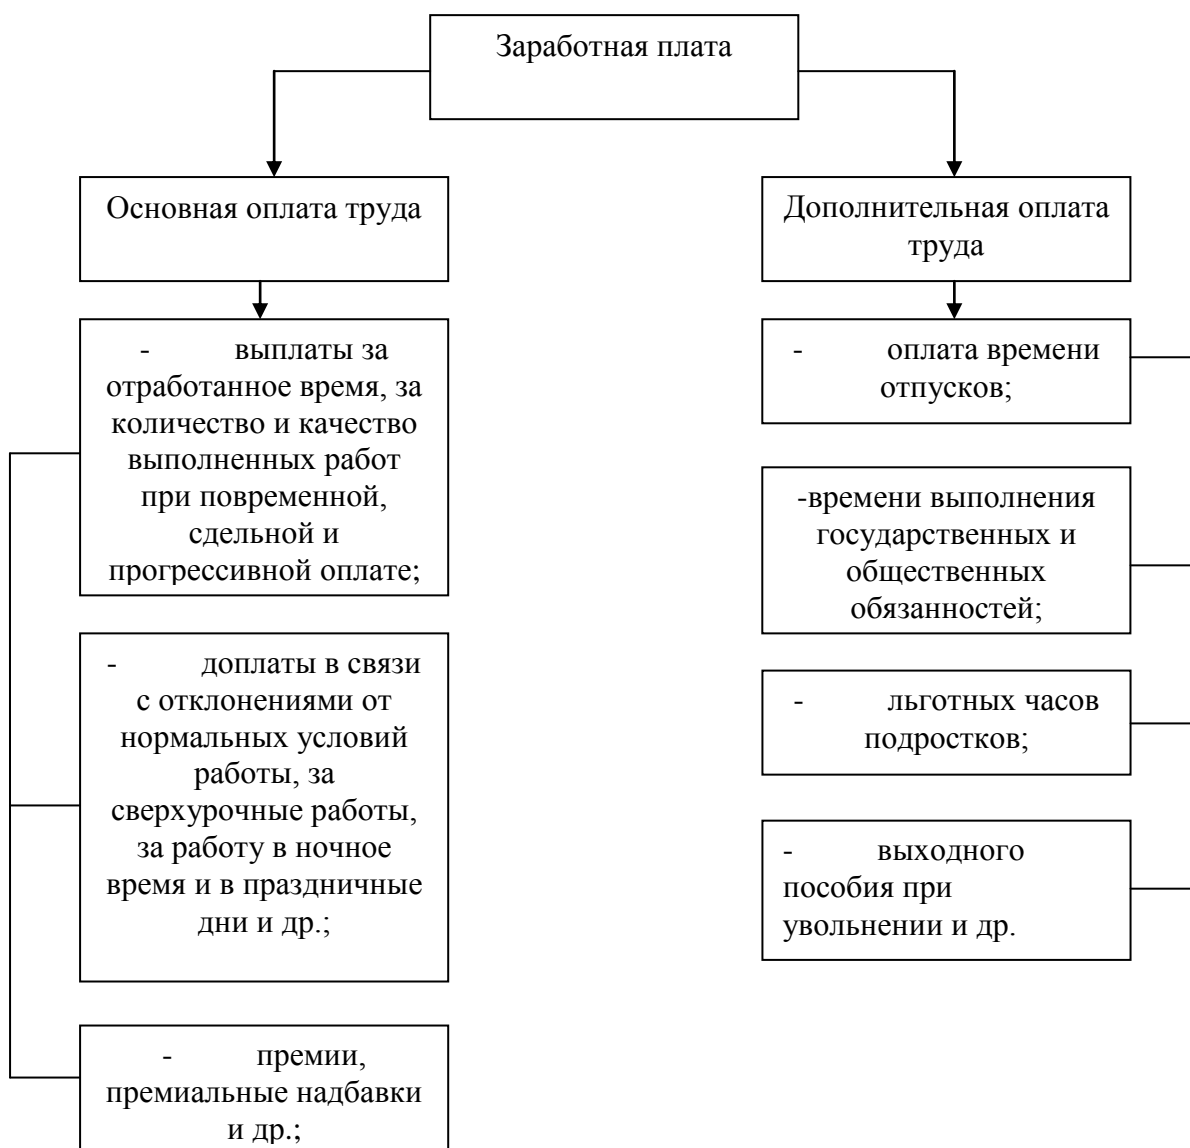 Заработная плата
Основная оплата труда
Дополнительная оплата
труда
- выплаты за
отработанное время, за
количество и качество
выполненных работ
при повременной,
сдельной и
прогрессивной оплате;
- доплаты в связи
с отклонениями от
нормальных условий
работы, за
сверхурочные работы,
за работу в ночное
время и в праздничные
дни и др.;
- премии,
премиальные надбавки
и др.;
- оплата времени
отпусков;
-времени выполнения
государственных и
общественных
обязанностей;
- льготных часов
подростков;
- выходного
пособия при
увольнении и др.